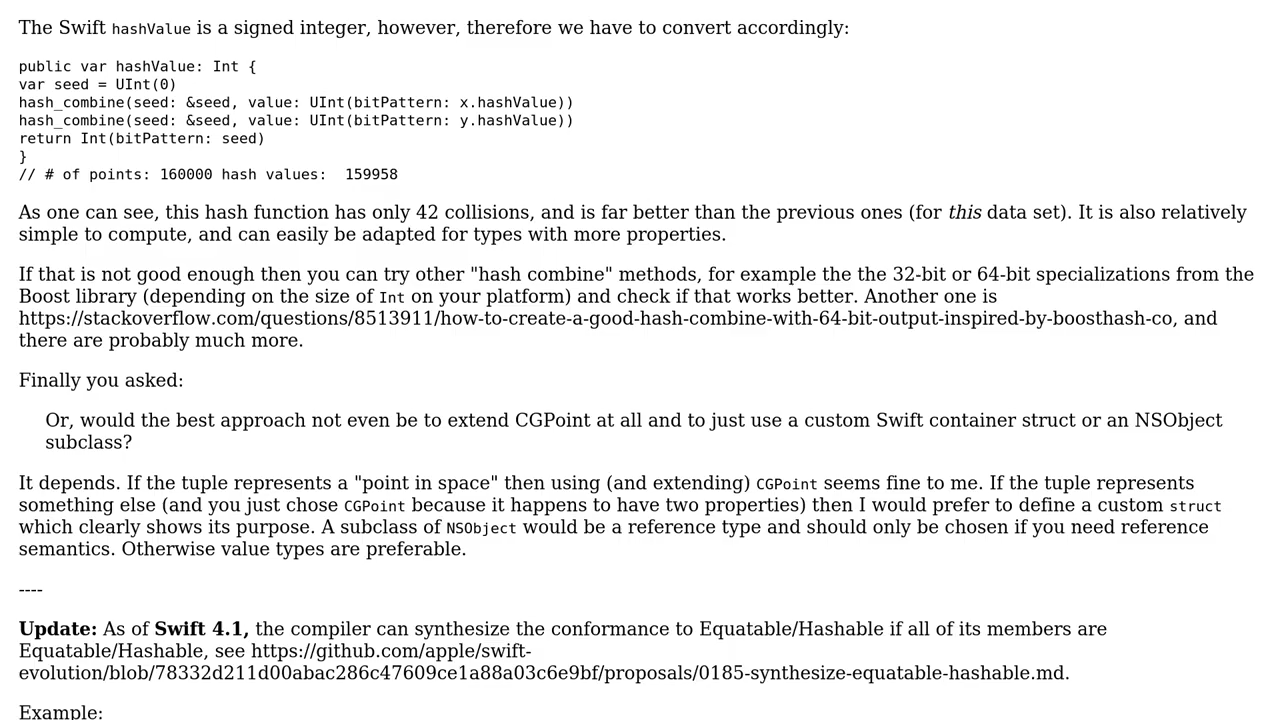 The Swift hashValue is a signed integer, however, therefore we have to convert accordingly:
public var hashValue: Int {
var seed = UInt(0)
hash_combine(seed: &seed, value: UInt(bitPattern: x.hashValue))
hash_combine(seed: &seed, value: UInt(bitPattern: y.hashValue))
return Int(bitPattern: seed)
}
// # of points: 160000 hash values:  159958
As one can see, this hash function has only 42 collisions, and is far better than the previous ones (for this data set). It is also relatively
simple to compute, and can easily be adapted for types with more properties.
If that is not good enough then you can try other "hash combine" methods, for example the the 32-bit or 64-bit specializations from the
Boost library (depending on the size of Int on your platform) and check if that works better. Another one is
https://stackoverflow.com/questions/8513911/how-to-create-a-good-hash-combine-with-64-bit-output-inspired-by-boosthash-co, and
there are probably much more.
Finally you asked:
Or, would the best approach not even be to extend CGPoint at all and to just use a custom Swift container struct or an NSObject
subclass?
It depends. If the tuple represents a "point in space" then using (and extending) CGPoint seems fine to me. If the tuple represents
something else (and you just chose CGPoint because it happens to have two properties) then I would prefer to define a custom struct
which clearly shows its purpose. A subclass of NSObject would be a reference type and should only be chosen if you need reference
semantics. Otherwise value types are preferable.
----
Update: As of Swift 4.1, the compiler can synthesize the conformance to Equatable/Hashable if all of its members are
Equatable/Hashable, see https://github.com/apple/swift-
evolution/blob/78332d211d00abac286c47609ce1a88a03c6e9bf/proposals/0185-synthesize-equatable-hashable.md.
Example: